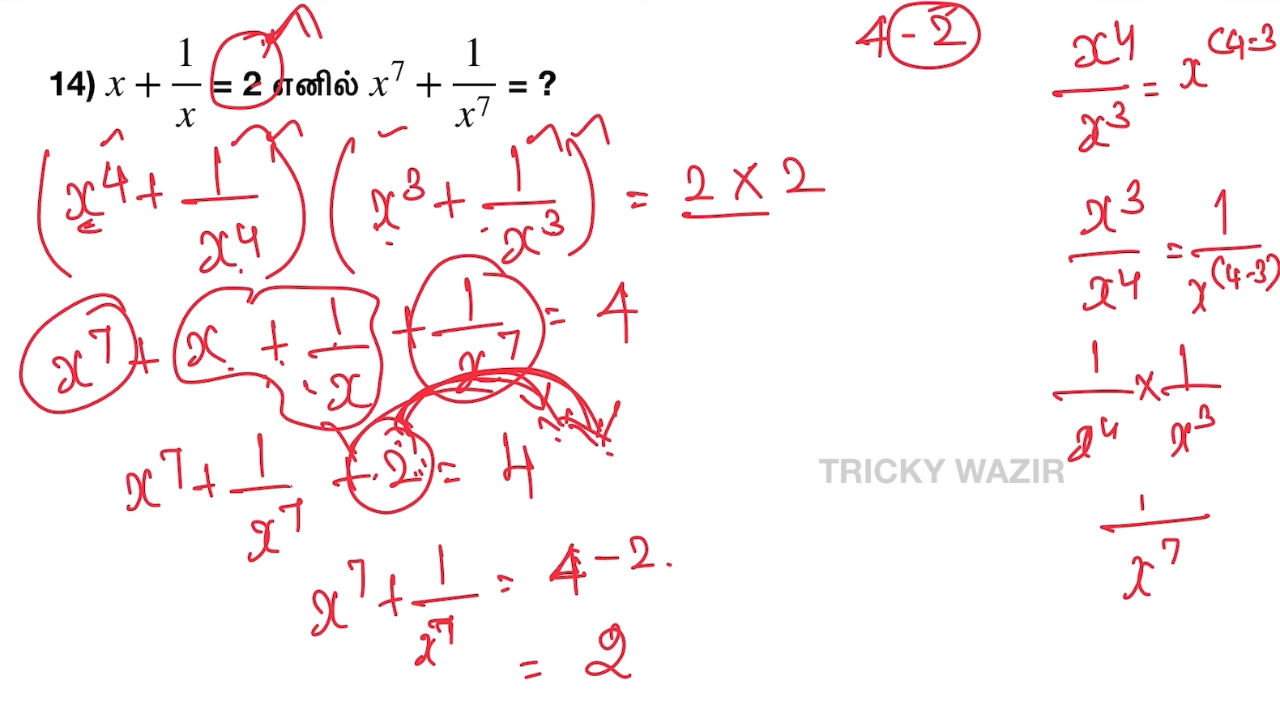 14) x + 1/x = 2 எனில் x^7 + 1/x^7 = ?
(x^4 + 1/x^4) (x^3 + 1/x^3) = 2 × 2
x^7 + x + 1/x + 1/x^7 = 4
x^7 + 1/x^7 + 2 = 4
x^7 + 1/x^7 = 4 - 2.
= 2
4 - 2
x^4/x^3 = x^(4-3
x^3/x^4 = 1/x^(4-3)
1/x^4 × 1/x^3
1/x^7
TRICKY WAZIR